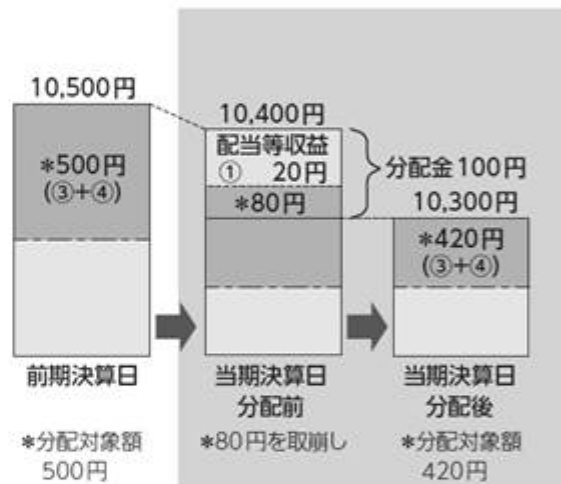 10,500円
*500円
(③+④)
前期決算日
*分配対象額
500円
10,400円
配当等収益
① 20円
*80円
分配金100円
当期決算日
分配前
*80円を取崩し
10,300円
*420円
(③+④)
当期決算日
分配後
*分配対象額
420円